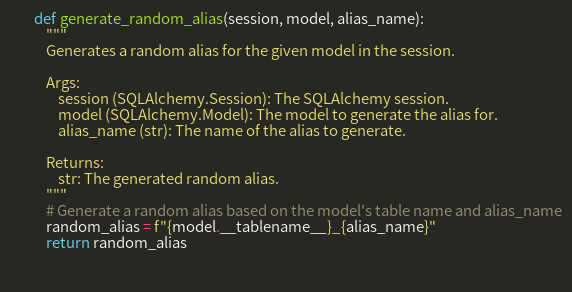 def generate_random_alias(session, model, alias_name):
"""
Generates a random alias for the given model in the session.
Args:
session (SQLAlchemy.Session): The SQLAlchemy session.
model (SQLAlchemy.Model): The model to generate the alias for.
alias_name (str): The name of the alias to generate.
Returns:
str: The generated random alias.
"""
# Generate a random alias based on the model's table name and alias_name
random_alias = f"{model.__tablename__}_{alias_name}"
return random_alias